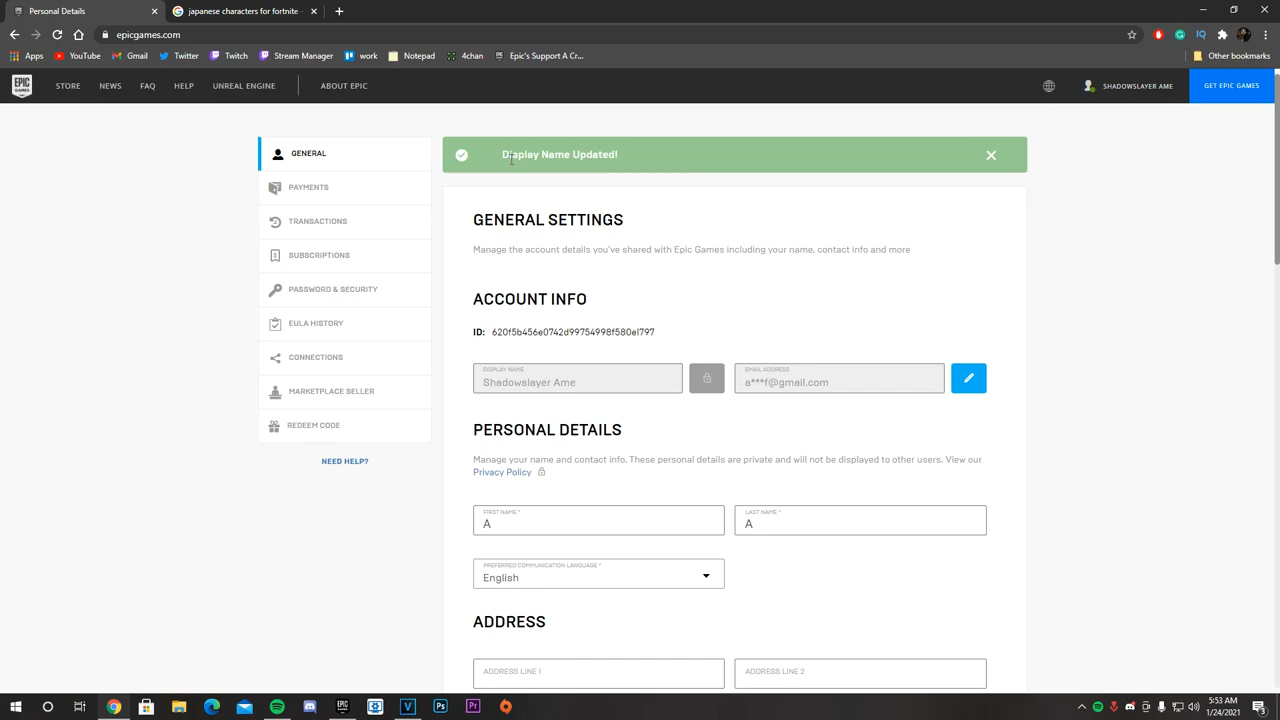 Personal Details
japanese - Google Search
epicgames.com
Apps
YouTube
Gmail
Twitter
Twitch
Stream Manager
work
Notepad
4chan
Epic's Support A Cr...
Other bookmarks
EPIC GAMES
STORE
NEWS
FAQ
HELP
UNREAL ENGINE
ABOUT EPIC
SHADOWSLAYER AME
GET EPIC GAMES
GENERAL
PAYMENTS
TRANSACTIONS
SUBSCRIPTIONS
PASSWORD & SECURITY
EULA HISTORY
CONNECTIONS
MARKETPLACE SELLER
REDEEM CODE
NEED HELP?
Display Name Updated!
GENERAL SETTINGS
Manage the account details you've shared with Epic Games including your name, contact info and more
ACCOUNT INFO
ID: 620f5b456e0742d99754998f580e1797
DISPLAY NAME
Shadowslayer Ame
EMAIL ADDRESS
a***f@gmail.com
PERSONAL DETAILS
Manage your name and contact info. These personal details are private and will not be displayed to other users. View our
Privacy Policy
FIRST NAME *
A
LAST NAME *
A
PREFERRED COMMUNICATION LANGUAGE *
English
ADDRESS
ADDRESS LINE 1
ADDRESS LINE 2
5:53 AM
1/24/2021